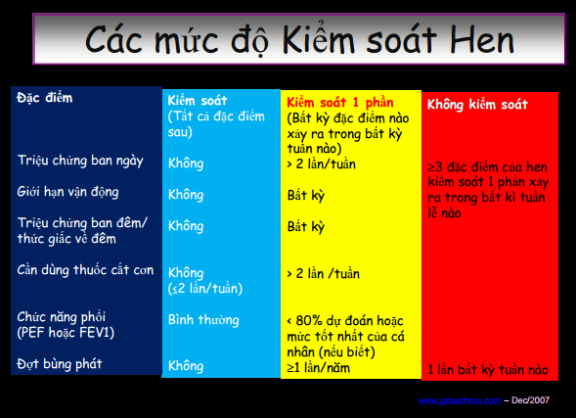 Các mức độ Kiểm soát Hen
Đặc điểm
Kiểm soát
(Tất cả đặc điểm
sau)
Kiểm soát 1 phần
(Bất kỳ đặc điểm nào
xảy ra trong bất kỳ
tuần nào)
Không kiểm soát
Triệu chứng ban ngày
Không
> 2 lần/tuần
≥3 đặc điểm của hen
kiểm soát 1 phần xảy
ra trong bất kì tuần
lễ nào
Giới hạn vận động
Không
Bất kỳ
Triệu chứng ban đêm/
thức giấc về đêm
Không
Bất kỳ
Cần dùng thuốc cắt cơn
Không
(≤2 lần/tuần)
> 2 lần /tuần
Chức năng phổi
(PEF hoặc FEV1)
Bình thường
< 80% dự đoán hoặc
mức tốt nhất của cá
nhân (nếu biết)
Đợt bùng phát
Không
≥1 lần/năm
1 lần bất kỳ tuần nào
www.ginasthma.com – Dec/2007